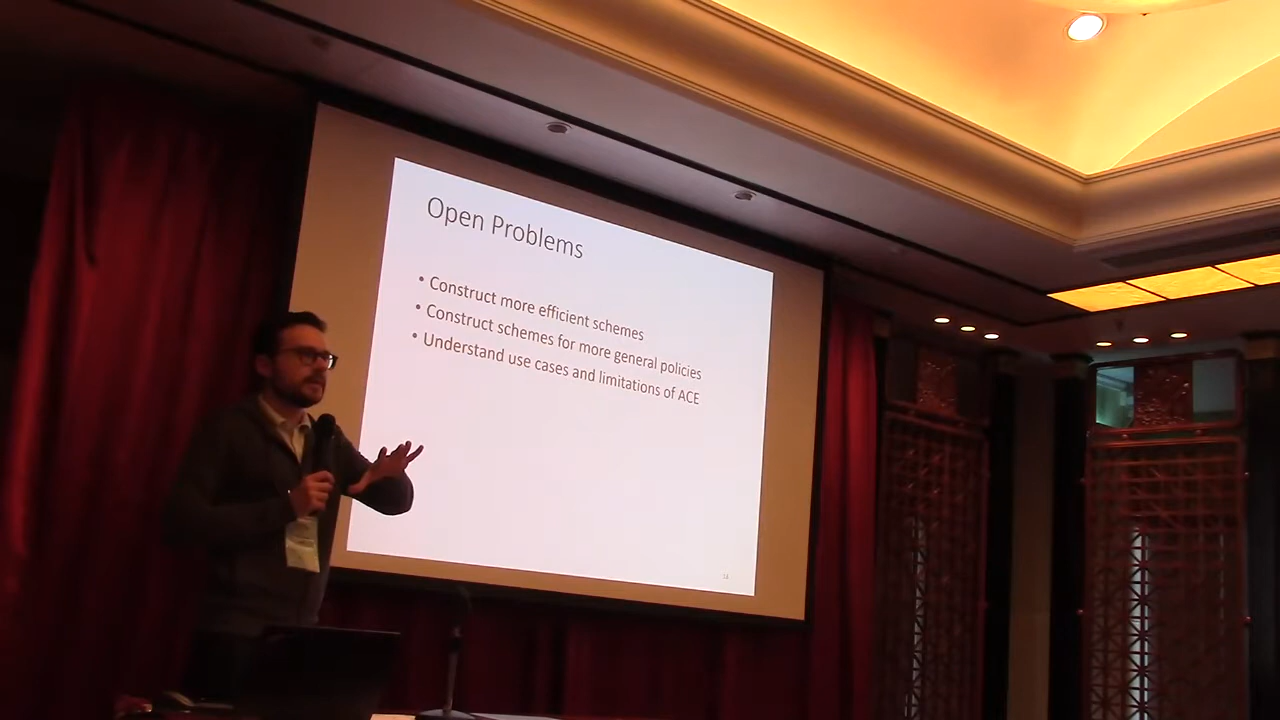 Open Problems
• Construct more efficient schemes
• Construct schemes for more general policies
• Understand use cases and limitations of ACE